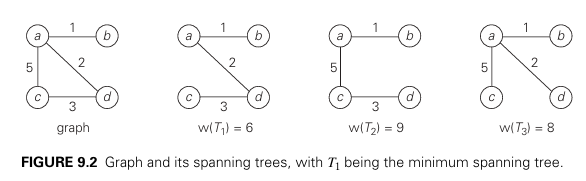 a 1 b
5 2
c 3 d
graph
a 1 b
2
c 3 d
w(T1) = 6
a 1 b
5
c 3 d
w(T2) = 9
a 1 b
5 2
c d
w(T3) = 8
FIGURE 9.2 Graph and its spanning trees, with T1 being the minimum spanning tree.